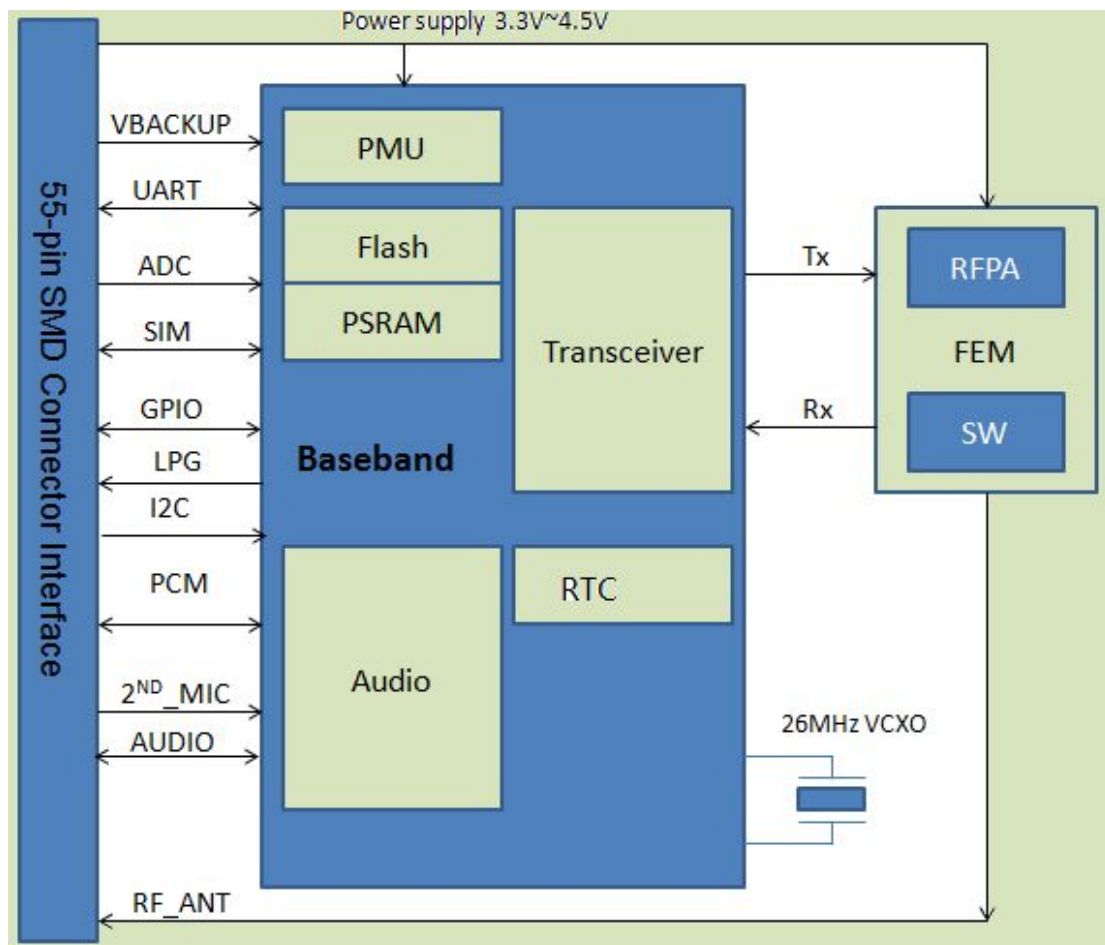 Power supply 3.3V~4.5V
55-pin SMD Connector Interface
VBACKUP
UART
ADC
SIM
GPIO
LPG
I2C
PCM
2ND_MIC
AUDIO
RF_ANT
PMU
Flash
PSRAM
Transceiver
Baseband
Audio
RTC
Tx
Rx
RFPA
FEM
SW
26MHz VCXO